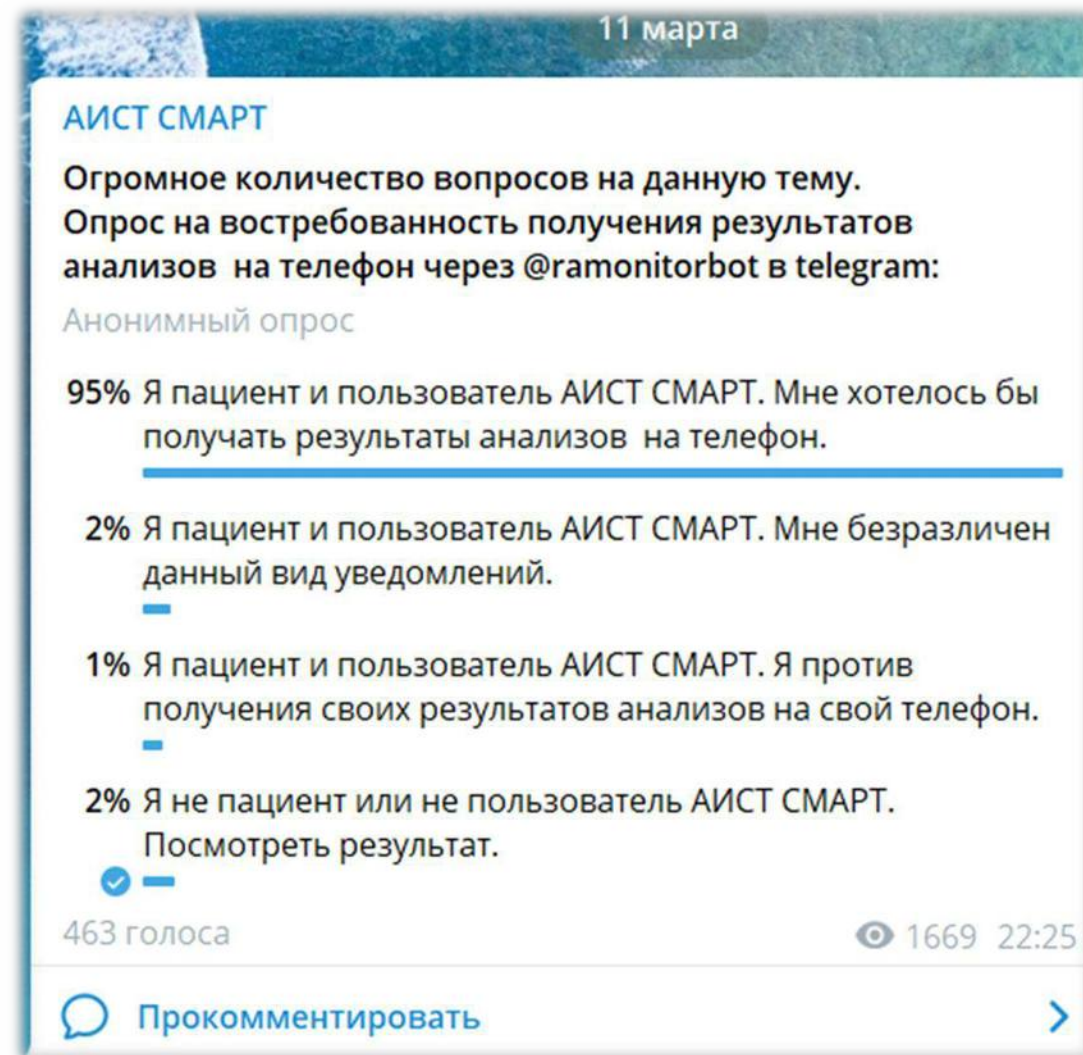 11 марта
АИСТ СМАРТ
Огромное количество вопросов на данную тему.
Опрос на востребованность получения результатов
анализов на телефон через @ramonitorbot в telegram:
Анонимный опрос
95% Я пациент и пользователь АИСТ СМАРТ. Мне хотелось бы
получать результаты анализов на телефон.
2% Я пациент и пользователь АИСТ СМАРТ. Мне безразличен
данный вид уведомлений.
1% Я пациент и пользователь АИСТ СМАРТ. Я против
получения своих результатов анализов на свой телефон.
2% Я не пациент или не пользователь АИСТ СМАРТ.
Посмотреть результат.
463 голоса 1669 22:25
Прокомментировать